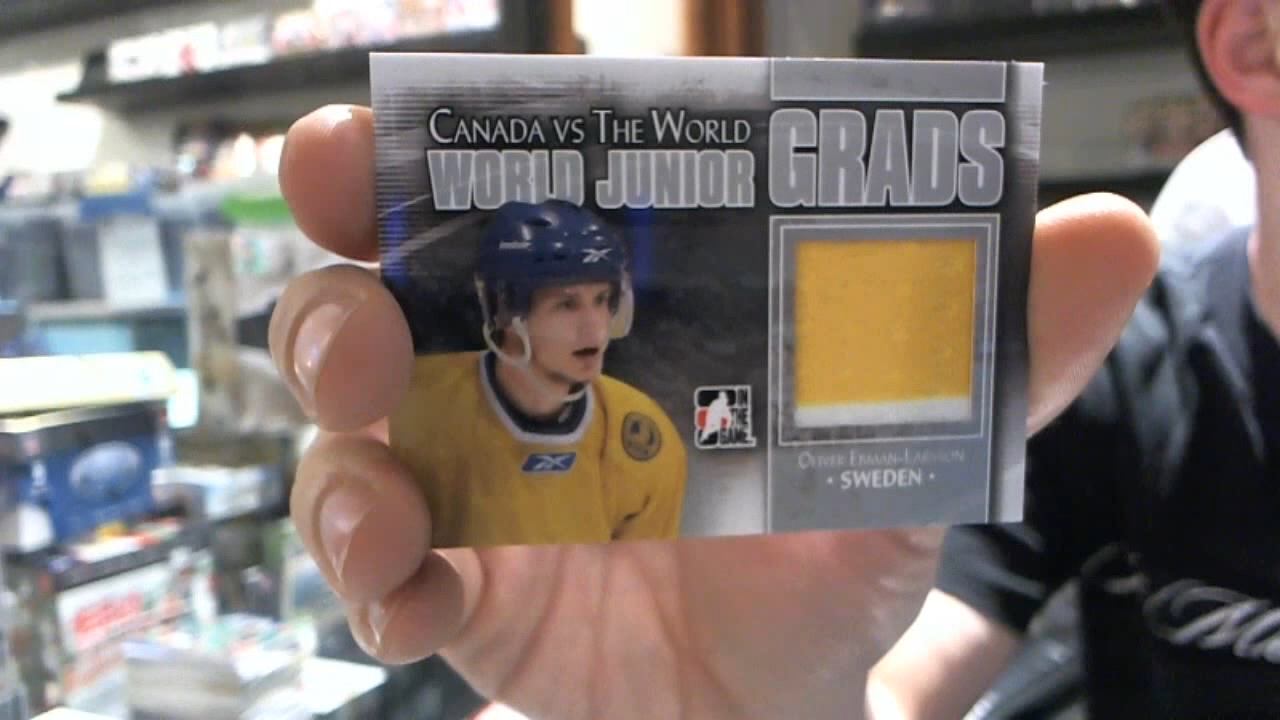 CANADA VS THE WORLD
WORLD JUNIOR GRADS
IN THE GAME
OLIVER EKMAN-LARSSON
• SWEDEN •